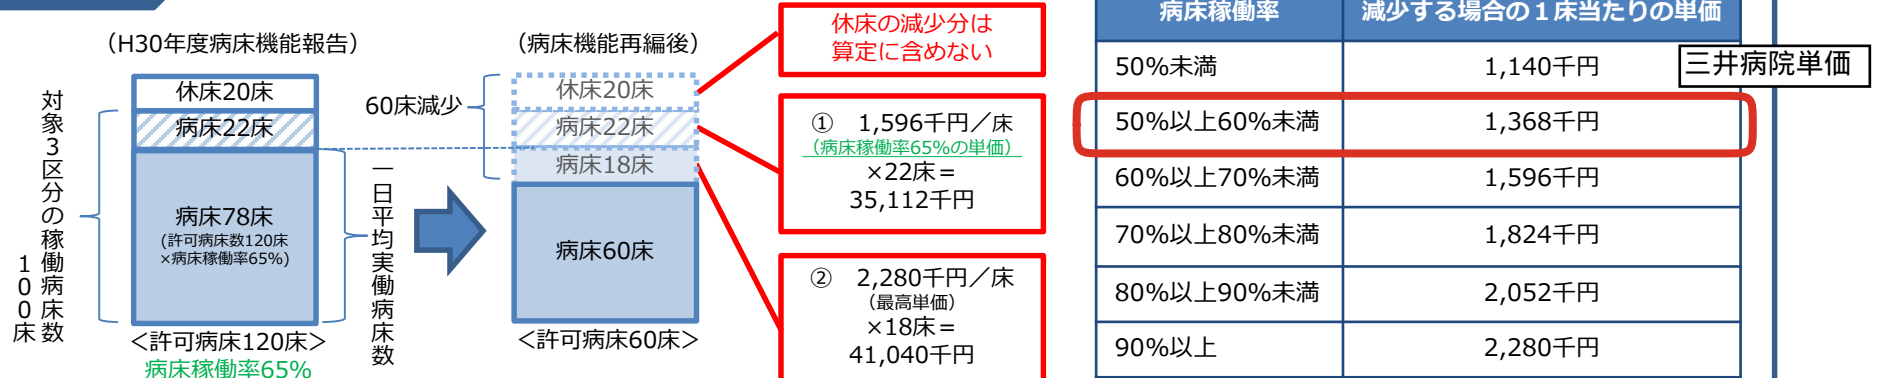 （H30年度病床機能報告）
休床20床
病床22床
病床78床
(許可病床数120床
×病床稼働率65%)
＜許可病床120床＞
病床稼働率65%
対象３区分の稼働病床数
１００床
一日平均実働病床数
（病床機能再編後）
60床減少
休床20床
病床22床
病床18床
病床60床
＜許可病床60床＞
休床の減少分は
算定に含めない
①　1,596千円／床
（病床稼働率65%の単価）
×22床＝
35,112千円
②　2,280千円／床
（最高単価）
×18床＝
41,040千円
病床稼働率　減少する場合の１床当たりの単価
50%未満　1,140千円
三井病院単価
50%以上60%未満　1,368千円
60%以上70%未満　1,596千円
70%以上80%未満　1,824千円
80%以上90%未満　2,052千円
90%以上　2,280千円